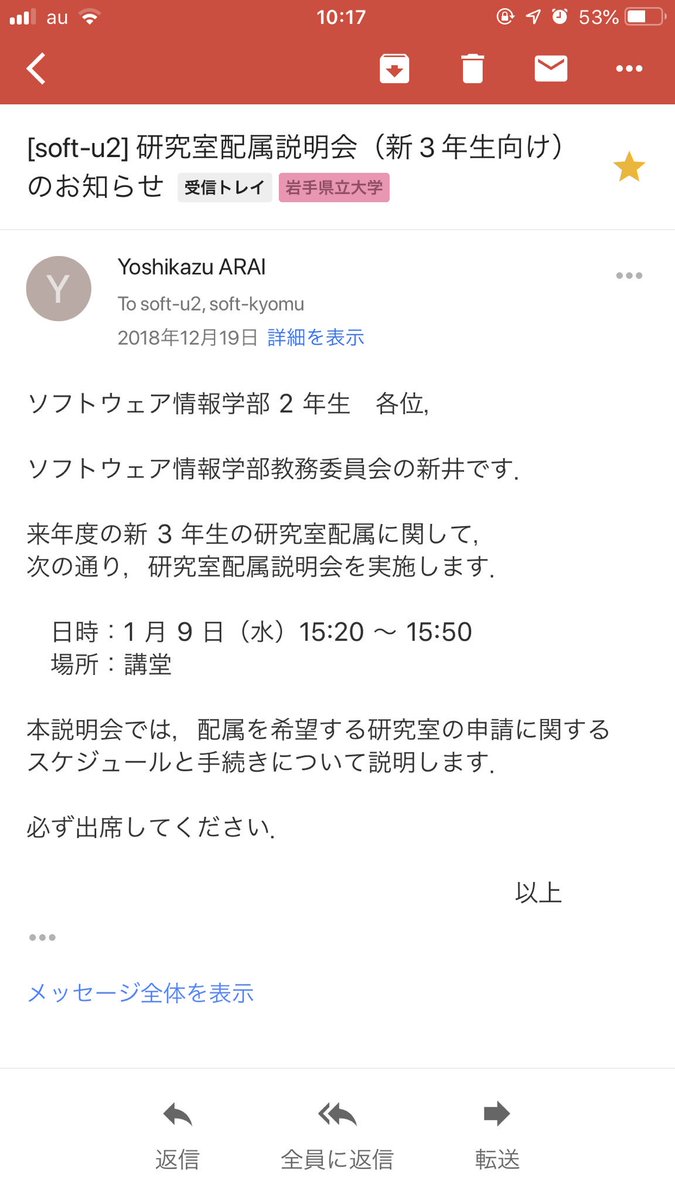 au 10:17 53%
[soft-u2] 研究室配属説明会（新３年生向け）
のお知らせ 受信トレイ 岩手県立大学
Y
Yoshikazu ARAI
To soft-u2, soft-kyomu
2018年12月19日 詳細を表示
ソフトウェア情報学部 2 年生　各位，
ソフトウェア情報学部教務委員会の新井です．
来年度の新 3 年生の研究室配属に関して，
次の通り，研究室配属説明会を実施します．
日時：1 月 9 日（水）15:20 〜 15:50
場所：講堂
本説明会では，配属を希望する研究室の申請に関する
スケジュールと手続きについて説明します．
必ず出席してください．
以上
メッセージ全体を表示
返信 全員に返信 転送